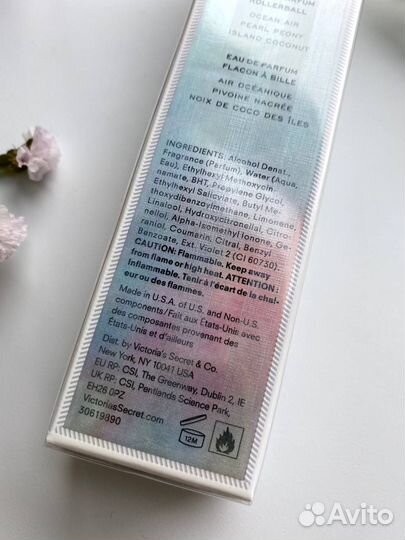 ROLLERBALL
OCEAN AIR
PEARL PEONY
ISLAND COCONUT
EAU DE PARFUM
FLACON À BILLE
AIR OCÉANIQUE
PIVOINE NACRÉE
NOIX DE COCO DES ÎLES
INGREDIENTS: Alcohol Denat.,
Fragrance (Parfum), Water (Aqua,
Eau), Ethylhexyl Methoxycin-
namate, BHT, Propylene Glycol,
Ethylhexyl Salicylate, Butyl Me-
thoxydibenzoylmethane, Limonene,
Linalool, Hydroxycitronellal, Citro-
nellol, Alpha-Isomethyl Ionone, Ge-
raniol, Coumarin, Citral, Benzyl
Benzoate, Ext. Violet 2 (CI 60730).
CAUTION: Flammable. Keep away
from flame or high heat. ATTENTION :
Inflammable. Tenir à l'écart de la chal-
eur ou des flammes.
Made in U.S.A. of U.S. and Non-U.S.
components/Fait aux États-Unis avec
des composantes provenant des
États-Unis et d'ailleurs
Dist. by Victoria's Secret & Co.
New York, NY 10041 USA
EU RP: CSI, The Greenway, Dublin 2, IE
UK RP: CSI, Pentlands Science Park,
EH26 0PZ
VictoriasSecret.com
30619890
12M
Avito